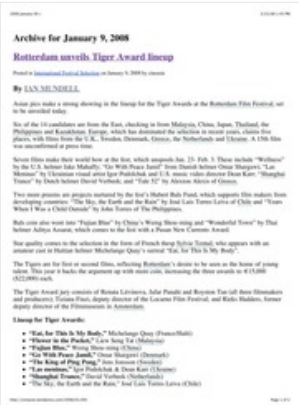 Archive for January 9, 2008
Rotterdam unveils Tiger Award lineup
Posted in International Festival Selection on January 9, 2008 by
By IAN MUNDELL
Asian pics make a strong showing in the lineup for the Tiger Awards at the Rotterdam Film Festival, set
to be unveiled today.
Six of the 14 candidates are from the East, checking in from Malaysia, China, Japan, Thailand, the
Philippines and Kazakhstan. Europe, which has dominated the selection in recent years, claims five
places, with films from the U.K., Sweden, Denmark, Greece, the Netherlands and Ukraine. A 15th film
was unconfirmed at press time.
Seven films make their world bow at the fest, which unspools Jan. 23- Feb. 3. These include "Wellness"
by the U.S. helmer Jake Mahaffy, "Go With Peace Jamil" from Danish helmer Omar Shargawi, "Las
Meninas" by Ukrainian visual artist Igor Podolchak and U.S. music video director Dean Karr, "Shanghai
Trance" by Dutch helmer David Verbeek, and "Tale 52" by Alexis Alexiou of Greece.
Two more preems are projects nurtured by the fest's Hubert Bals Fund, which supports film makers from
developing countries: "The Sky, the Earth and the Rain" by José Luis Torres Leiva of Chile and "Years
When I Was a Child Outside" by John Torres of The Philippines.
Bals coin also went into "Fujian Blue" by China's Weng Shou-ming and "Wonderful Town" by Thai
helmer Aditya Assarat, which comes to the fest with a Pusan New Currents Award.
Star quality comes to the selection in the form of French thesp Sylvie Testud, who appears with an
amateur cast in Haitian helmer Michelange Quay's surreal "Eat, for This Is My Body."
The Tigers are for first or second films, reflecting Rotterdam's desire to be seen as the home of young
talent. This year it backs the argument up with more coin, increasing the three awards to €15,000
($22,000) each.
The Tiger Award jury consists of Renata Litvinova, Jafar Panahi and Royston Tan (all three filmmakers
and producers); Tiziana Finzi, deputy director of the Locarno Film Festival, and Rieks Hadders, former
deputy director of the Filmmuseum in Amsterdam.
Lineup for Tiger Awards:
• "Eat, for This Is My Body," Michelange Quay (France/Haiti)
• "Flower in the Pocket," Liew Seng Tat (Malaysia)
• "Fujian Blue," Weng Shou-ming (China)
• "Go With Peace Jamil," Omar Shargawi (Denmark)
• "The King of Ping Pong," Jens Jonsson (Sweden)
• "Las meninas," Igor Podolchak & Dean Karr (Ukraine)
• "Shanghai Trance," David Verbeek (Netherlands)
• "The Sky, the Earth and the Rain," José Luis Torres Leiva (Chile)